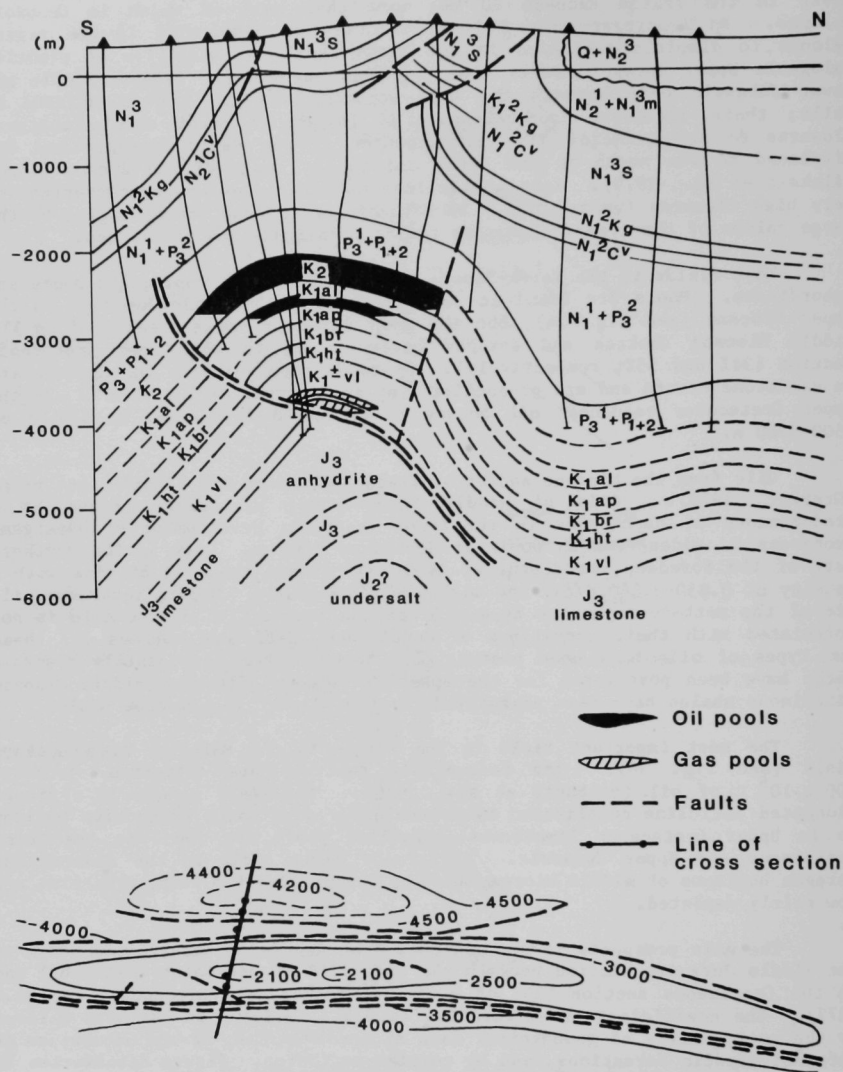 (m)
S
N
0
-1000
-2000
-3000
-4000
-5000
-6000
N₁³
N₁³S
N₁³S
Q+N₂³
N₂¹+N₁³m
N₁³S
K₁²Kg
N₁²Cv
N₁²Kg
N₂¹Cv
N₁²Kg
N₁²Cv
N₁¹+P₃²
P₃¹+P₁₊₂
N₁¹+P₃²
K₂
K₁al
K₁ap
K₁br
K₁ht
K₁±vl
P₃¹+P₁₊₂
K₂
K₁al
K₁ap
K₁br
K₁ht
K₁vl
J₃
limestone
J₃
anhydrite
J₃
J₂?
undersalt
P₃¹+P₁₊₂
K₁al
K₁ap
K₁br
K₁ht
K₁vl
J₃
limestone
Oil pools
Gas pools
Faults
Line of
cross section
-4400
-4200
-4500
-4500
-4000
-3000
-2100
-2100
-2500
-3500
-4000